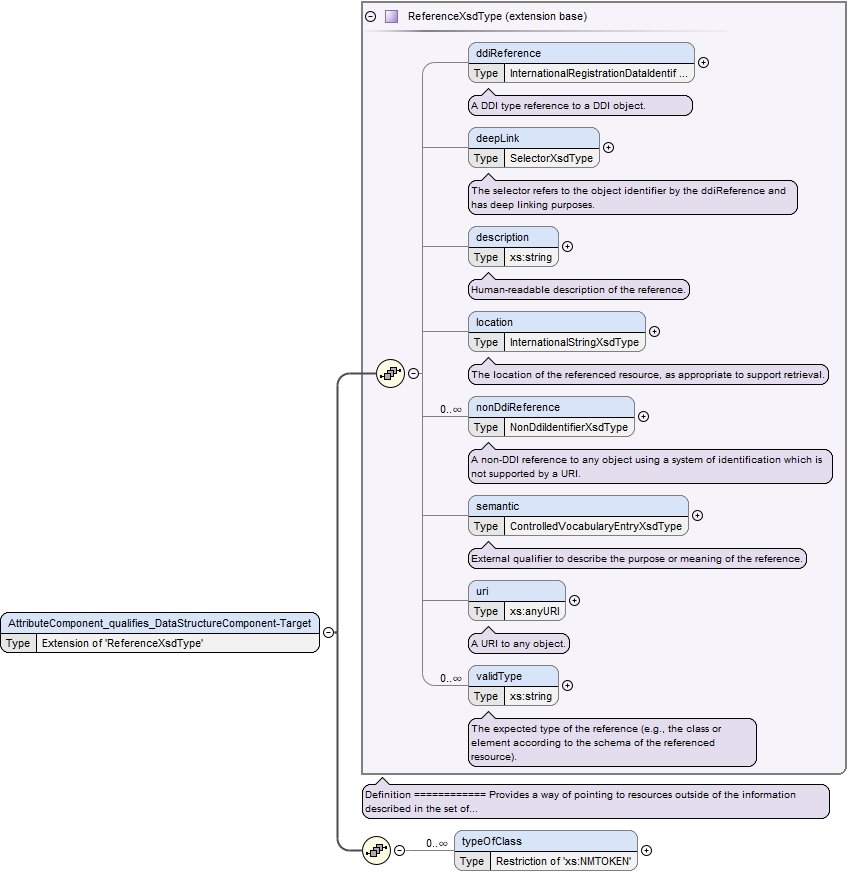 ReferenceXsdType (extension base)
ddiReference
Type InternationalRegistrationDataIdentif ...
A DDI type reference to a DDI object.
deepLink
Type SelectorXsdType
The selector refers to the object identifier by the ddiReference and
has deep linking purposes.
description
Type xs:string
Human-readable description of the reference.
location
Type InternationalStringXsdType
The location of the referenced resource, as appropriate to support retrieval.
0..∞ nonDdiReference
Type NonDdiIdentifierXsdType
A non-DDI reference to any object using a system of identification which is
not supported by a URI.
semantic
Type ControlledVocabularyEntryXsdType
External qualifier to describe the purpose or meaning of the reference.
uri
Type xs:anyURI
A URI to any object.
0..∞ validType
Type xs:string
The expected type of the reference (e.g., the class or
element according to the schema of the referenced
resource).
AttributeComponent_qualifies_DataStructureComponent-Target
Type Extension of 'ReferenceXsdType'
Definition ============ Provides a way of pointing to resources outside of the information
described in the set of...
0..∞ typeOfClass
Type Restriction of 'xs:NMTOKEN'